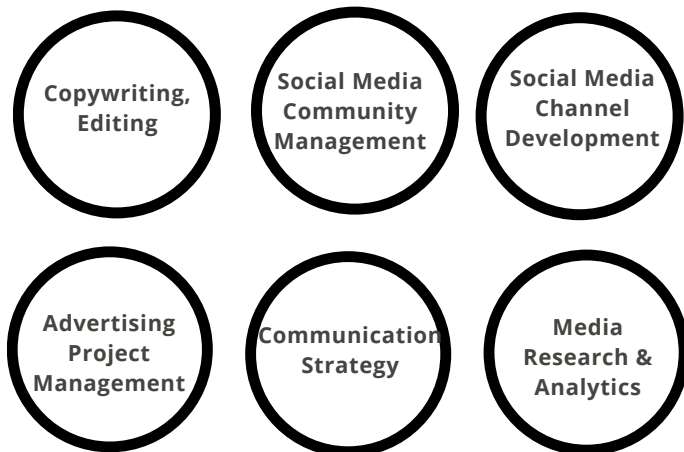 Copywriting,
Editing
Social Media
Community
Management
Social Media
Channel
Development
Advertising
Project
Management
Communication
Strategy
Media
Research &
Analytics